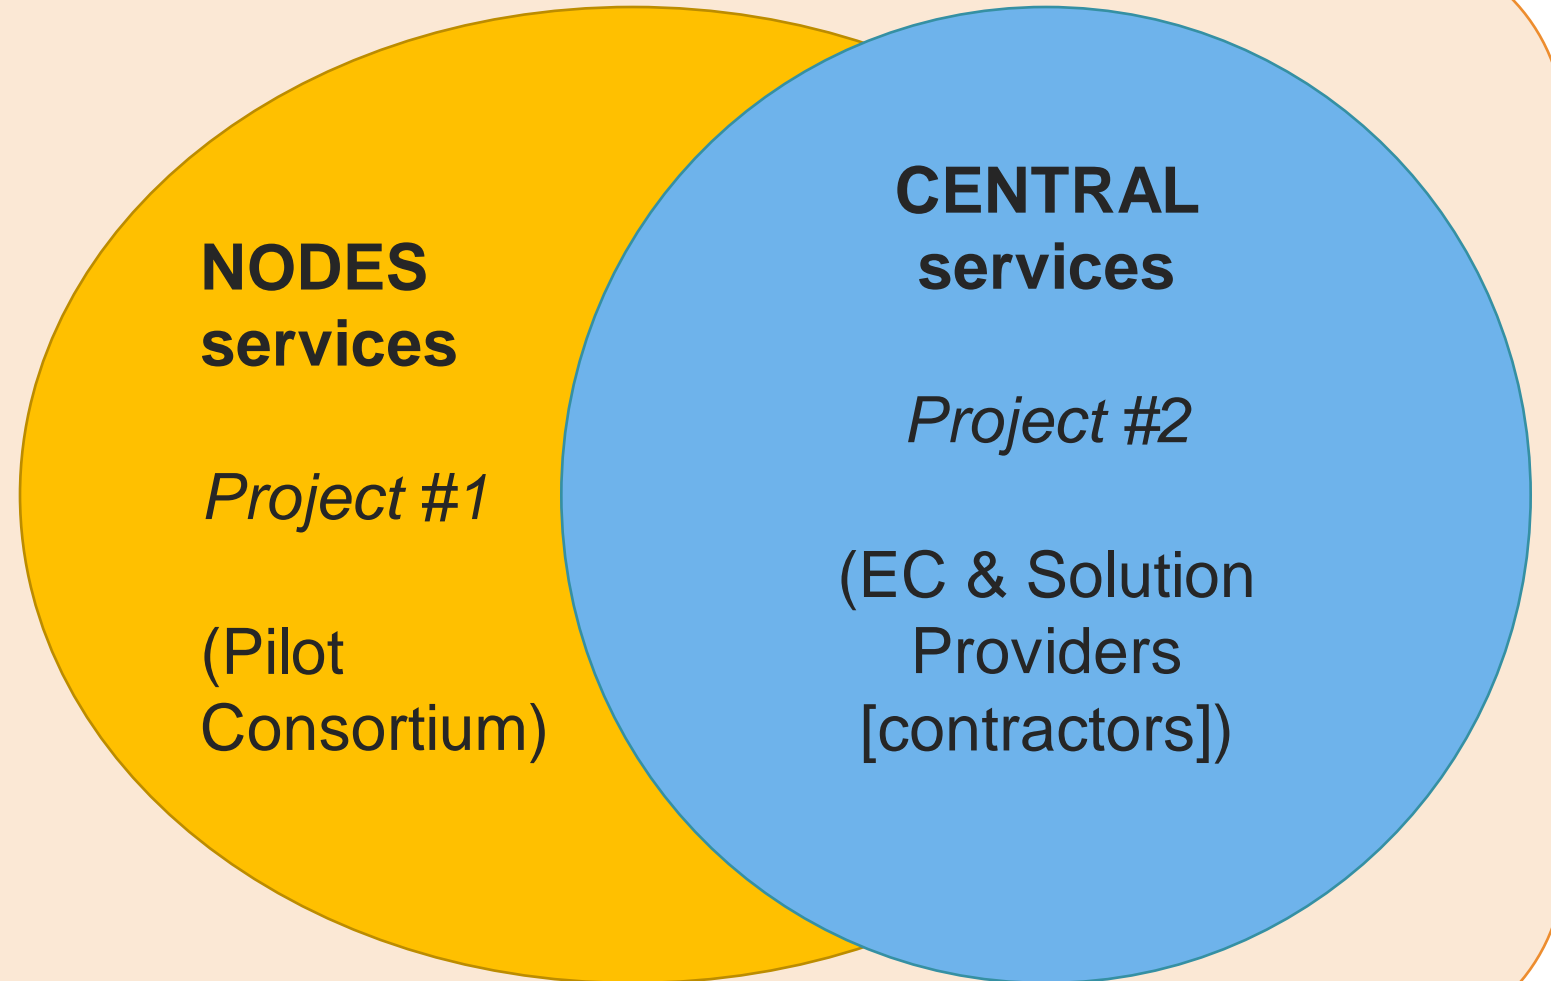 NODES
services
Project #1
(Pilot
Consortium)
CENTRAL
services
Project #2
(EC & Solution
Providers
[contractors])